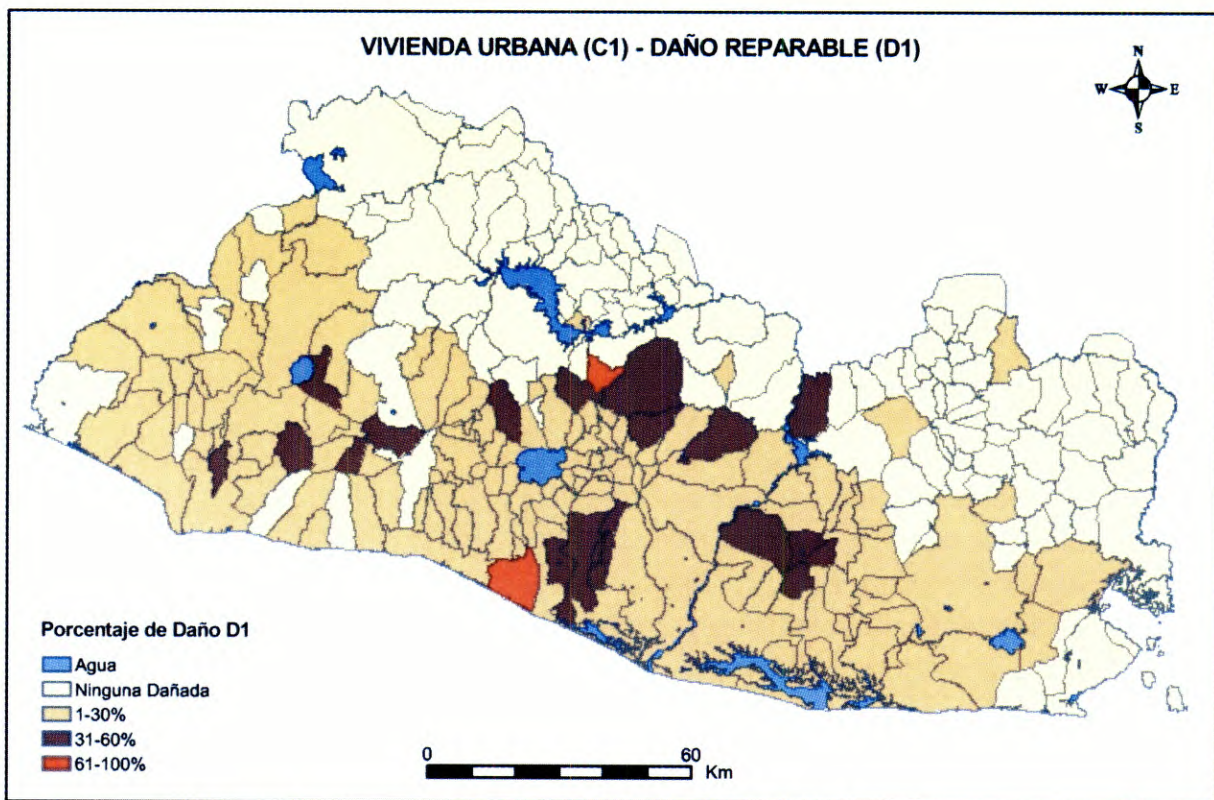 VIVIENDA URBANA (C1) - DAÑO REPARABLE (D1)
N
W E
S
Porcentaje de Daño D1
Agua
Ninguna Dañada
1-30%
31-60%
61-100%
0 60
Km